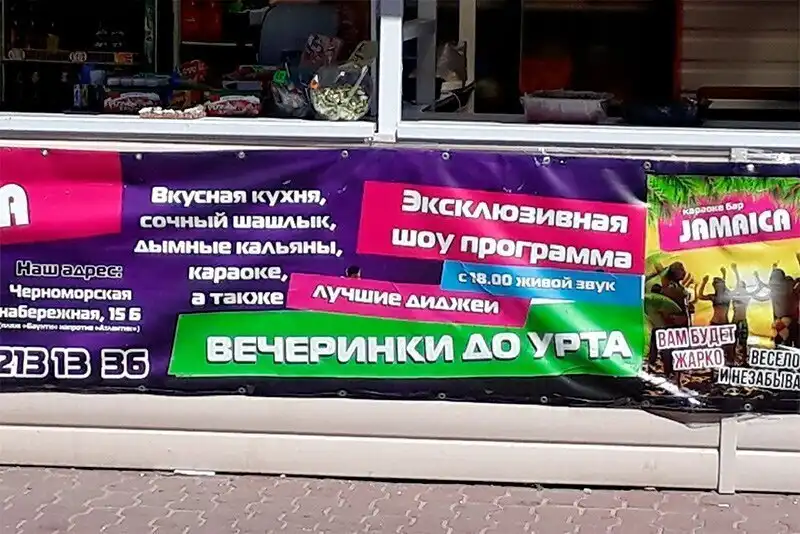 А
Наш адрес:
Черноморская
набережная, 15 Б
213 13 36
Вкусная кухня,
сочный шашлык,
дымные кальяны,
караоке,
а также
лучшие диджеи
Эксклюзивная
шоу программа
с 18.00 живой звук
ВЕЧЕРИНКИ ДО УРТА
караоке бар
JAMAICA
ВАМ БУДЕТ
ЖАРКО
ВЕСЕЛО
И НЕЗАБЫВА